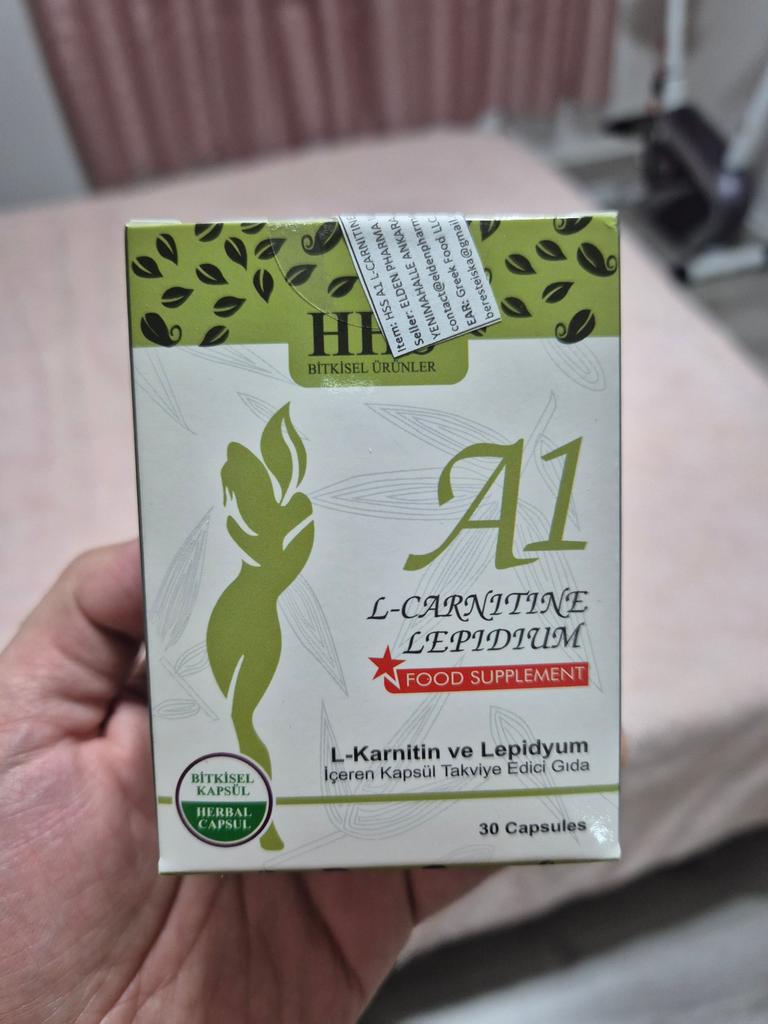 Item: HSS A1 L-CARNITINE
Seller: ELDEN PHARMA
YENIMAHALLE ANKARA
contact@eldenpharm
EAR: Greek Food LLC
bereseiska@gmail
BİTKİSEL ÜRÜNLER
A1
L-CARNITINE
LEPIDIUM
FOOD SUPPLEMENT
L-Karnitin ve Lepidyum
İçeren Kapsül Takviye Edici Gıda
BİTKİSEL
KAPSÜL
HERBAL
CAPSUL
30 Capsules